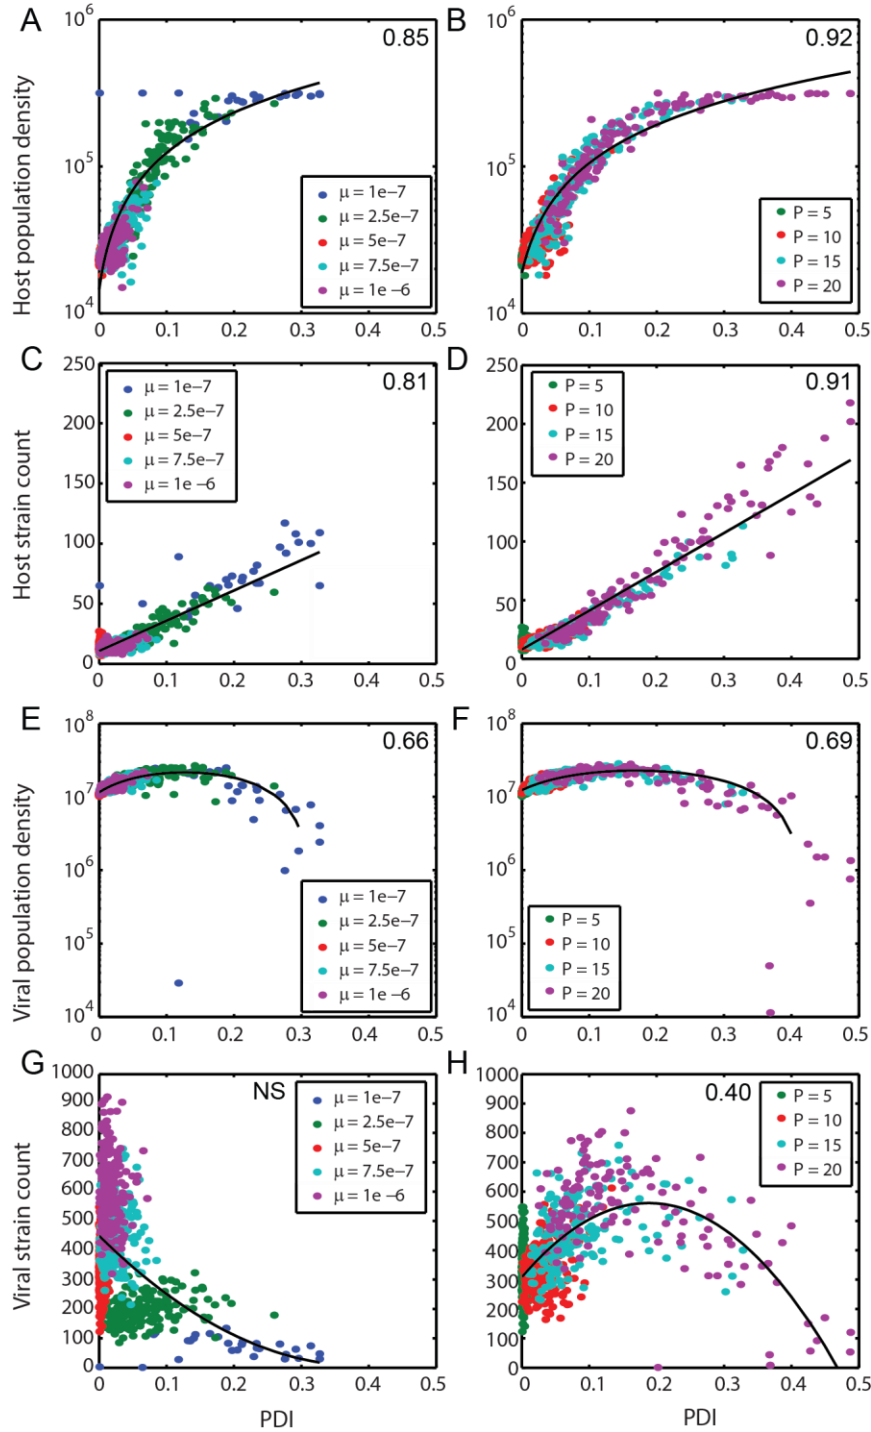 A
0.85
10^6
10^5
10^4
Host population density
μ = 1e-7
μ = 2.5e-7
μ = 5e-7
μ = 7.5e-7
μ = 1e -6
0 0.1 0.2 0.3 0.4 0.5
B
0.92
10^6
10^5
10^4
P = 5
P = 10
P = 15
P = 20
0 0.1 0.2 0.3 0.4 0.5
C
0.81
250
200
150
100
50
0
Host strain count
μ = 1e-7
μ = 2.5e-7
μ = 5e-7
μ = 7.5e-7
μ = 1e -6
0 0.1 0.2 0.3 0.4 0.5
D
0.91
250
200
150
100
50
0
P = 5
P = 10
P = 15
P = 20
0 0.1 0.2 0.3 0.4 0.5
E
0.66
10^8
10^7
10^6
10^5
10^4
Viral population density
μ = 1e-7
μ = 2.5e-7
μ = 5e-7
μ = 7.5e-7
μ = 1e -6
0 0.1 0.2 0.3 0.4 0.5
F
0.69
10^8
10^7
10^6
10^5
10^4
P = 5
P = 10
P = 15
P = 20
0 0.1 0.2 0.3 0.4 0.5
G
NS
1000
900
800
700
600
500
400
300
200
100
0
Viral strain count
μ = 1e-7
μ = 2.5e-7
μ = 5e-7
μ = 7.5e-7
μ = 1e -6
0 0.1 0.2 0.3 0.4 0.5
PDI
H
0.40
1000
900
800
700
600
500
400
300
200
100
0
P = 5
P = 10
P = 15
P = 20
0 0.1 0.2 0.3 0.4 0.5
PDI